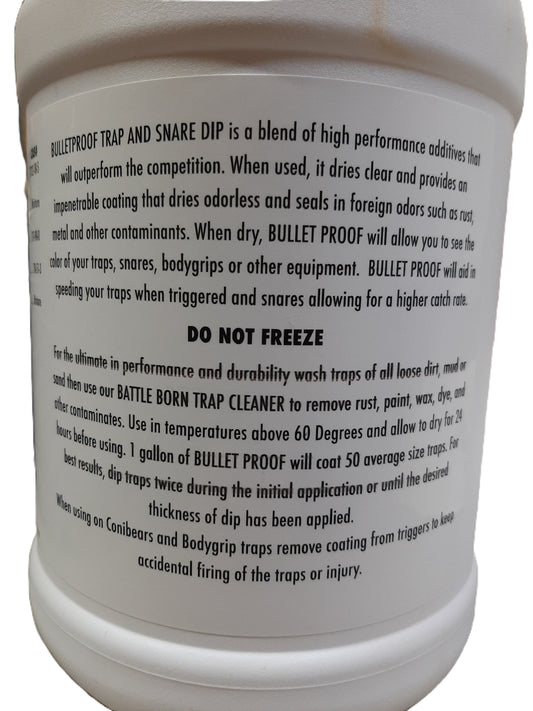 BULLETPROOF TRAP AND SNARE DIP is a blend of high performance additives that
will outperform the competition. When used, it dries clear and provides an
impenetrable coating that dries odorless and seals in foreign odors such as rust,
metal and other contaminants. When dry, BULLET PROOF will allow you to see the
color of your traps, snares, bodygrips or other equipment. BULLET PROOF will aid in
speeding your traps when triggered and snares allowing for a higher catch rate.
DO NOT FREEZE
For the ultimate in performance and durability wash traps of all loose dirt, mud or
sand then use our BATTLE BORN TRAP CLEANER to remove rust, paint, wax, dye, and
other contaminates. Use in temperatures above 60 Degrees and allow to dry for 24
hours before using. 1 gallon of BULLET PROOF will coat 50 average size traps. For
best results, dip traps twice during the initial application or until the desired
thickness of dip has been applied.
When using on Conibears and Bodygrip traps remove coating from triggers to keep
accidental firing of the traps or injury.